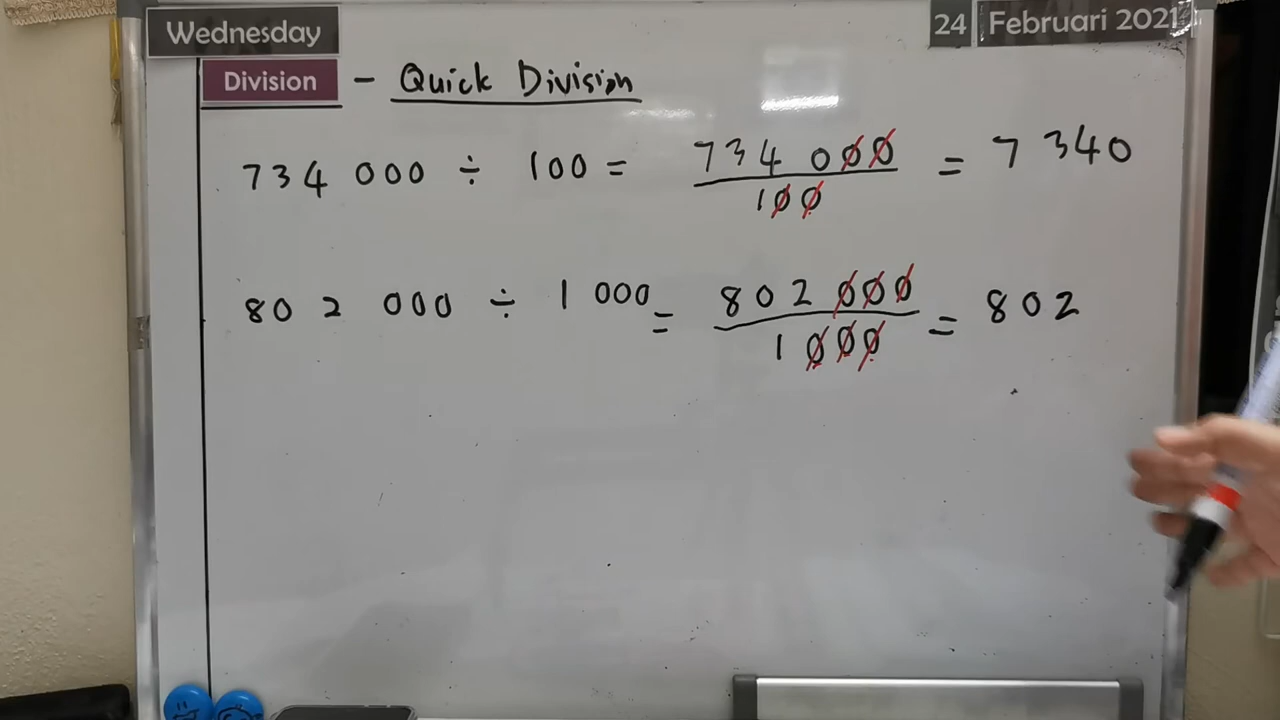 Wednesday 24 Februari 2021
Division - Quick Division
734 000 ÷ 100 = 734 000 / 100 = 7 340
802 000 ÷ 1 000 = 802 000 / 1 000 = 802